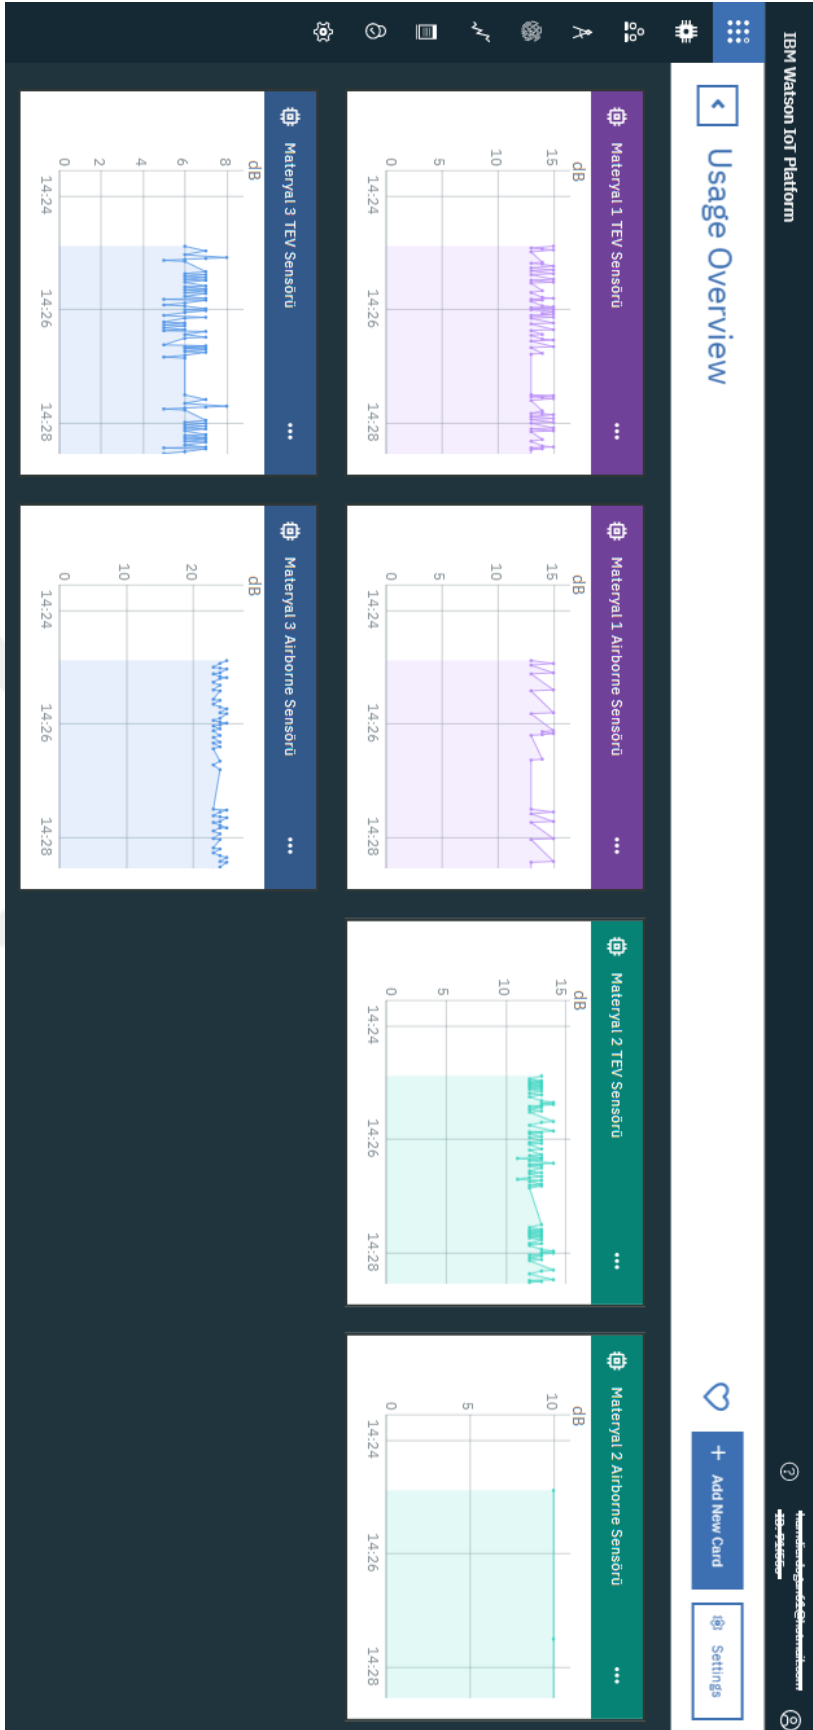 IBM Watson IoT Platform
Usage Overview
+ Add New Card
Settings
Materyal 1 TEV Sensörü
dB
15
10
5
0
14:24
14:26
14:28
Materyal 1 Airborne Sensörü
dB
15
10
5
0
14:24
14:26
14:28
Materyal 2 TEV Sensörü
dB
15
10
5
0
14:24
14:26
14:28
Materyal 2 Airborne Sensörü
dB
10
5
0
14:24
14:26
14:28
Materyal 3 TEV Sensörü
dB
8
6
4
2
0
14:24
14:26
14:28
Materyal 3 Airborne Sensörü
dB
20
10
0
14:24
14:26
14:28